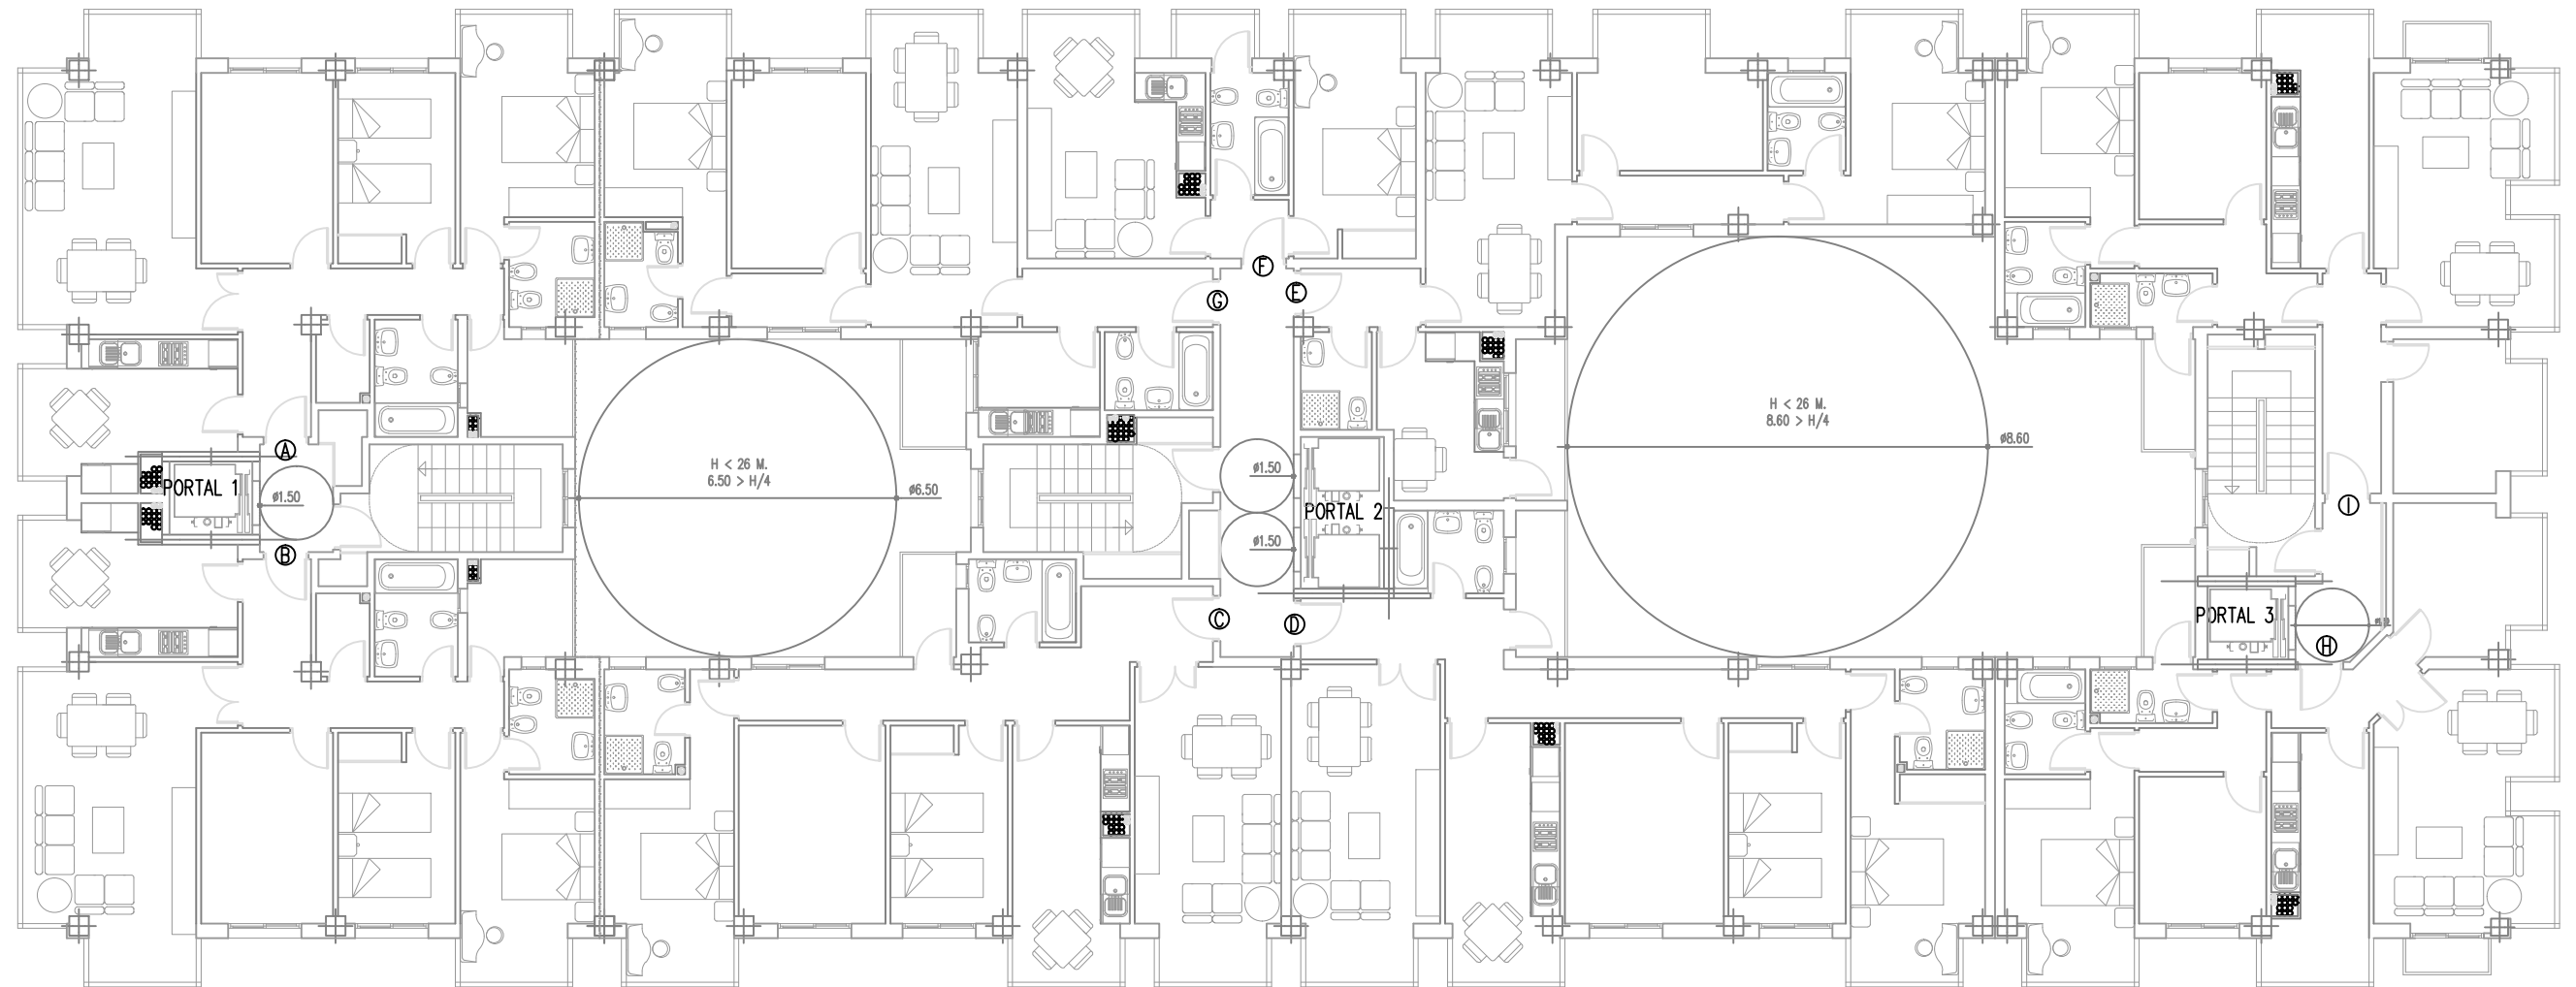 F
G
E
A
H < 26 M.
8.60 > H/4
ø8.60
H < 26 M.
6.50 > H/4
ø6.50
ø1.50
PORTAL 1
ø1.50
PORTAL 2
ø1.50
I
B
C
D
PORTAL 3
H